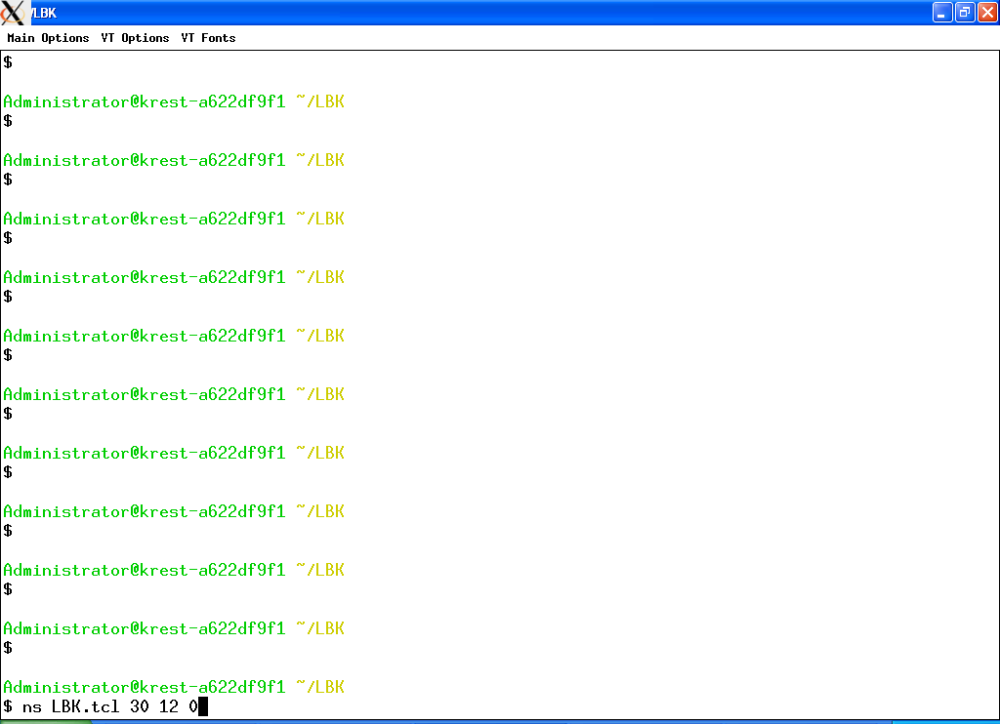 /LBK
Main Options VT Options VT Fonts
$
Administrator@krest-a622df9f1 ~/LBK
$
Administrator@krest-a622df9f1 ~/LBK
$
Administrator@krest-a622df9f1 ~/LBK
$
Administrator@krest-a622df9f1 ~/LBK
$
Administrator@krest-a622df9f1 ~/LBK
$
Administrator@krest-a622df9f1 ~/LBK
$
Administrator@krest-a622df9f1 ~/LBK
$
Administrator@krest-a622df9f1 ~/LBK
$
Administrator@krest-a622df9f1 ~/LBK
$
Administrator@krest-a622df9f1 ~/LBK
$
Administrator@krest-a622df9f1 ~/LBK
$ ns LBK.tcl 30 12 0